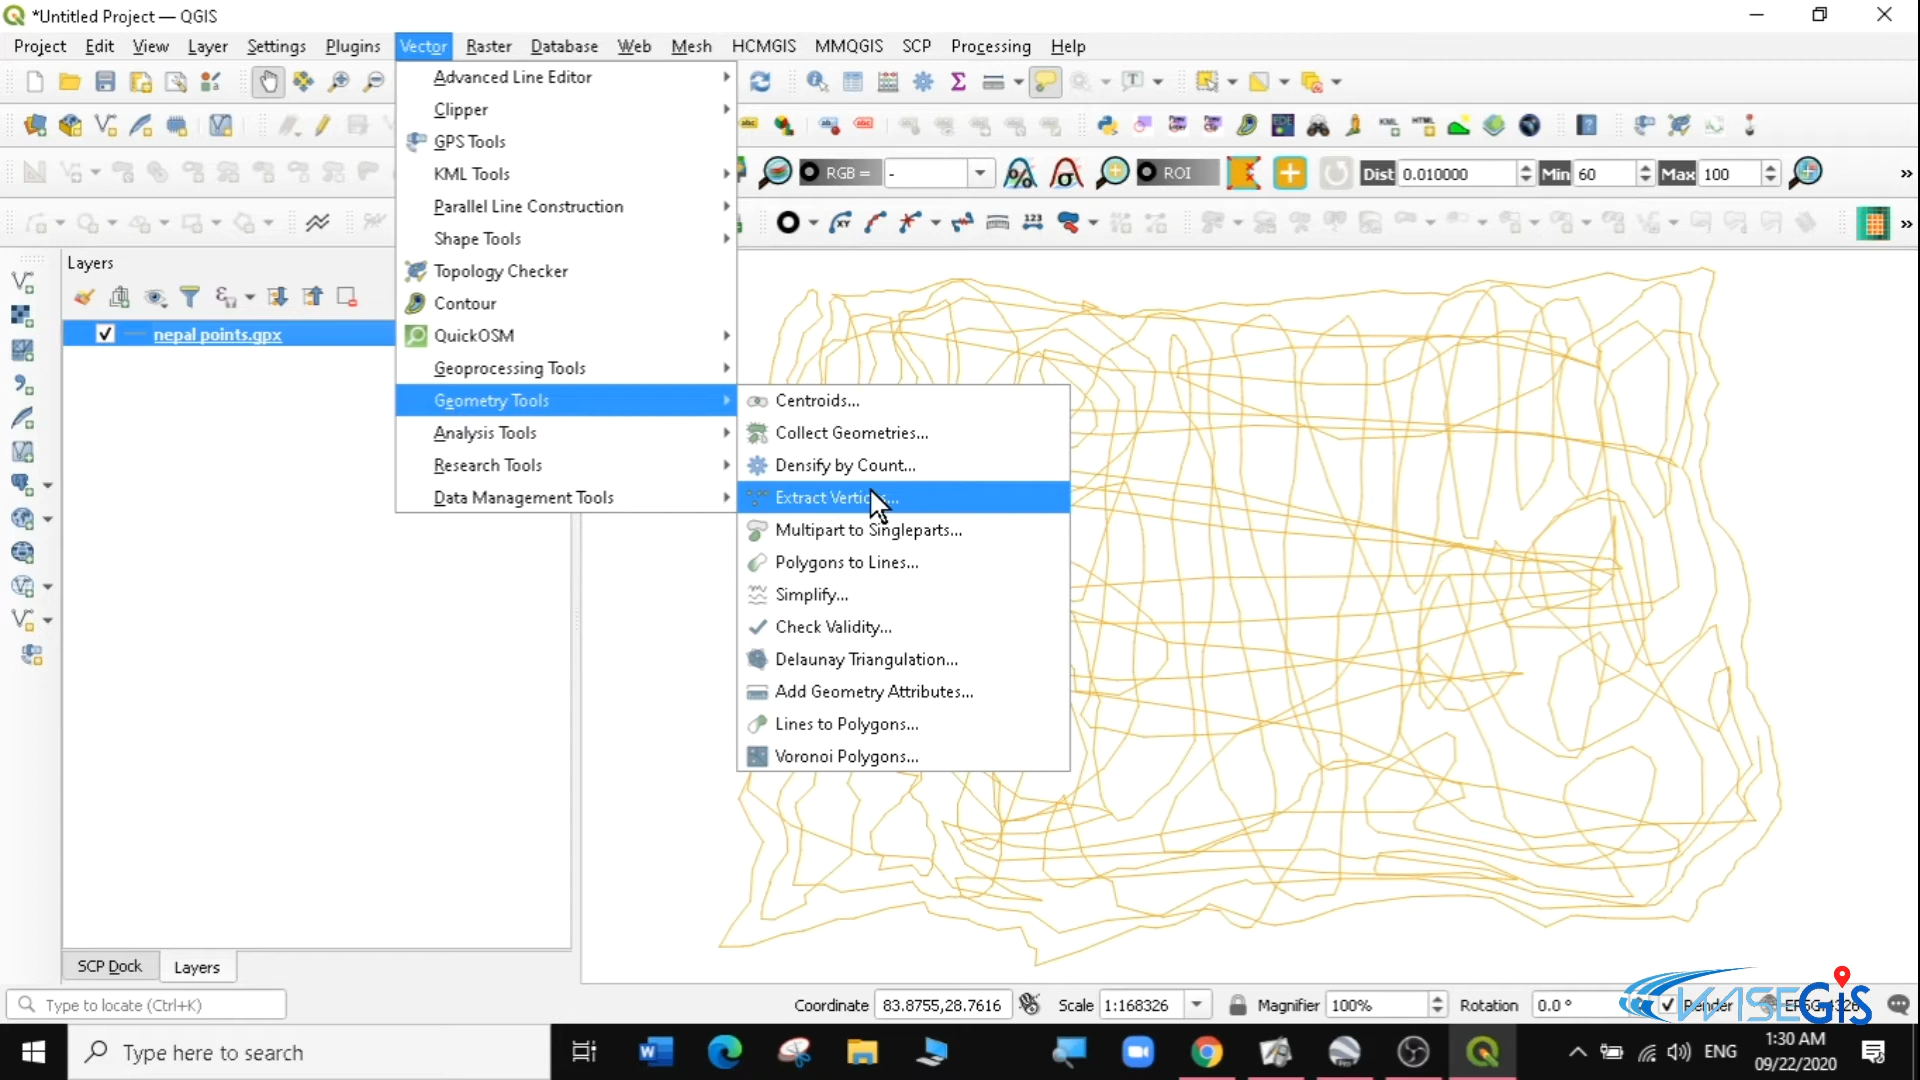 *Untitled Project — QGIS
Project Edit View Layer Settings Plugins Vector Raster Database Web Mesh HCMGIS MMQGIS SCP Processing Help
Advanced Line Editor
Clipper
GPS Tools
KML Tools
RGB = - ROI Dist 0.010000 Min 60 Max 100
Parallel Line Construction
Shape Tools
Layers
Topology Checker
Contour
nepal points.gpx
QuickOSM
Geoprocessing Tools
Geometry Tools
Analysis Tools
Research Tools
Data Management Tools
Centroids...
Collect Geometries...
Densify by Count...
Multipart to Singleparts...
Polygons to Lines...
Simplify...
Check Validity...
Delaunay Triangulation...
Add Geometry Attributes...
Lines to Polygons...
Voronoi Polygons...
SCP Dock Layers
Type to locate (Ctrl+K) Coordinate 83.8755,28.7616 Scale 1:168326 Magnifier 100% Rotation 0.0 °
WISEGIS
Type here to search ENG 1:30 AM
09/22/2020